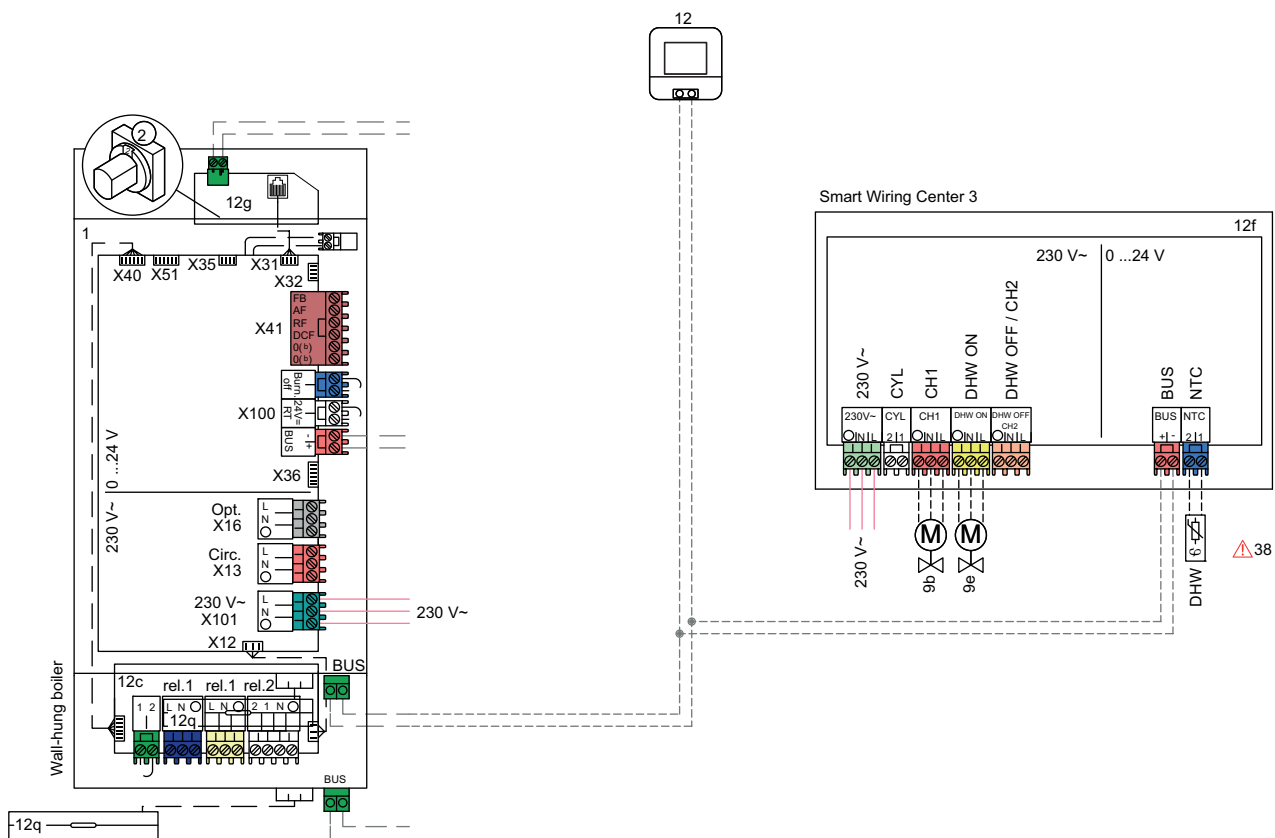 12
2
12g
1
X40
X51
X35
X31
X32
X41
FB
AF
RF
DCF
0(b)
0(b)
X100
Burn. off
24V=
RT
BUS
- +
X36
0 ...24 V
230 V~
Opt.
X16
L
N
Circ.
X13
L
N
230 V~
X101
L
N
230 V~
X12
BUS
Wall-hung boiler
12c
rel.1
rel.1
rel.2
1 2
L N
L N
2 1 N
12q
BUS
12q
Smart Wiring Center 3
12f
230 V~
0 ...24 V
230 V~
CYL
CH1
DHW ON
DHW OFF / CH2
BUS
NTC
230V~
N L
CYL
2 1
CH1
N L
DHW ON
N L
DHW OFF
CH2
N L
BUS
+ -
NTC
2 1
230 V~
M
9b
M
9e
DHW
6
38